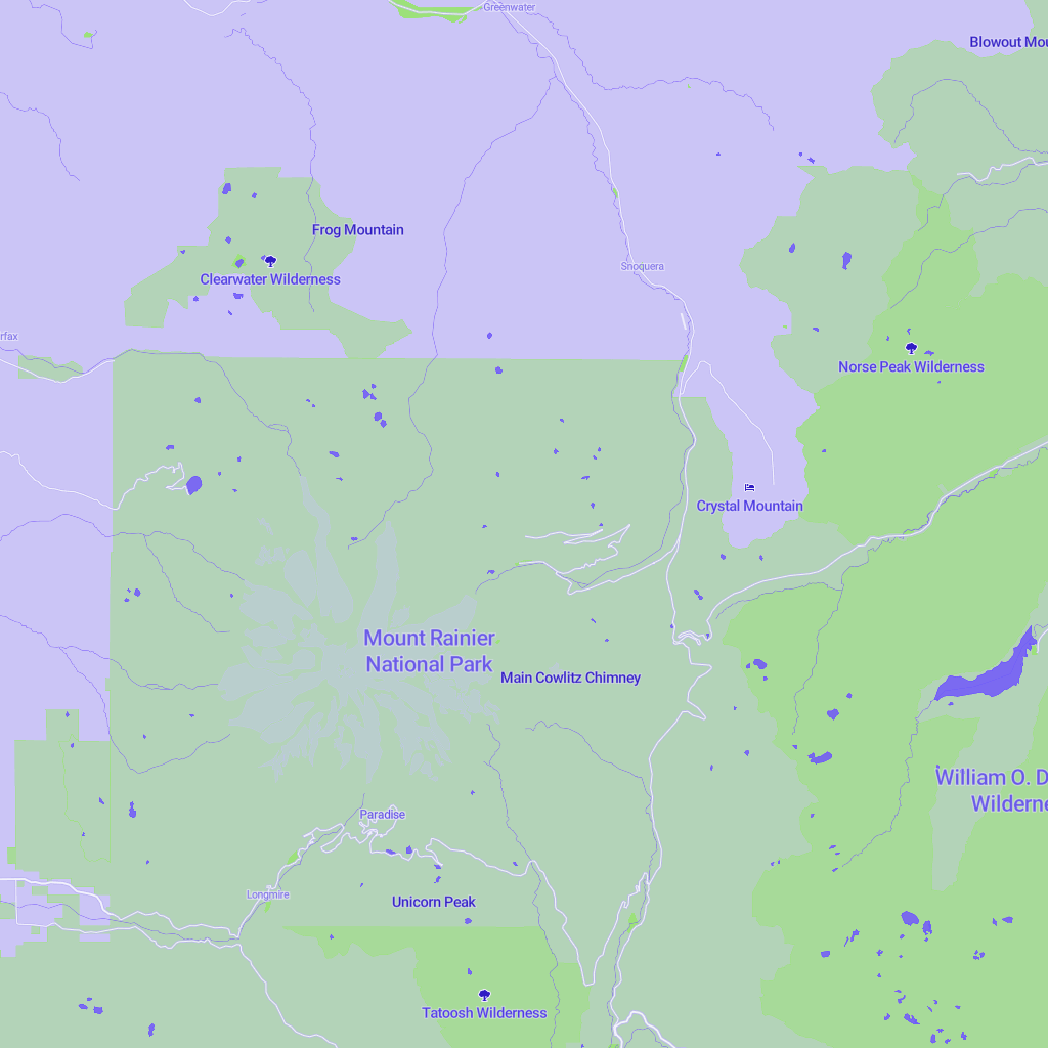 Greenwater
Blowout Mou
Frog Mountain
Snoquera
Clearwater Wilderness
rfax
Norse Peak Wilderness
Crystal Mountain
Mount Rainier
National Park
Main Cowlitz Chimney
William O. D
Wilderne
Paradise
Longmire
Unicorn Peak
Tatoosh Wilderness